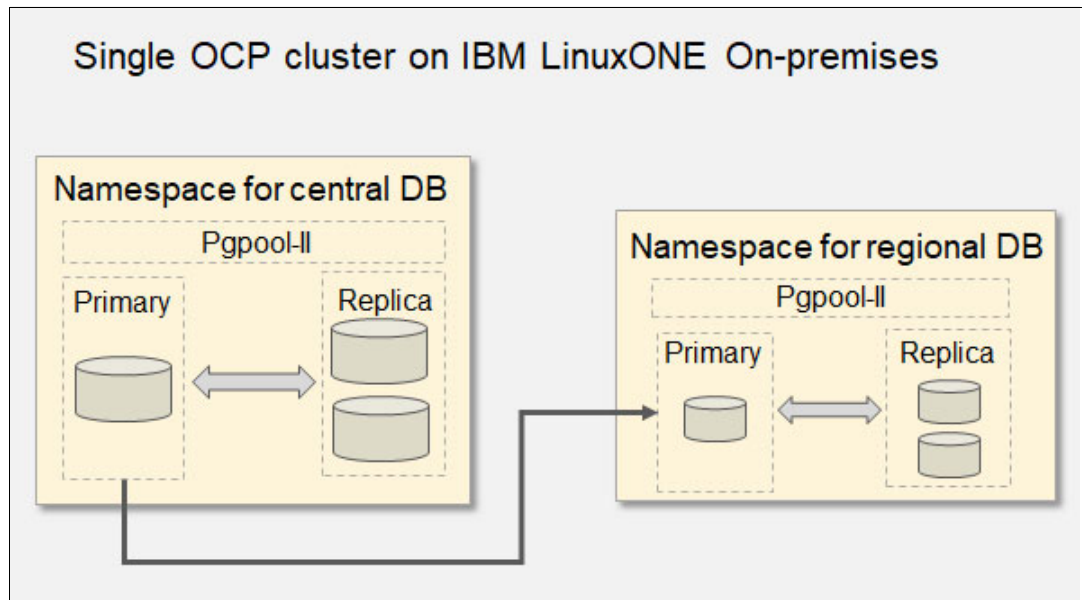 Single OCP cluster on IBM LinuxONE On-premises
Namespace for central DB
Pgpool-II
Primary
Replica
Namespace for regional DB
Pgpool-II
Primary
Replica